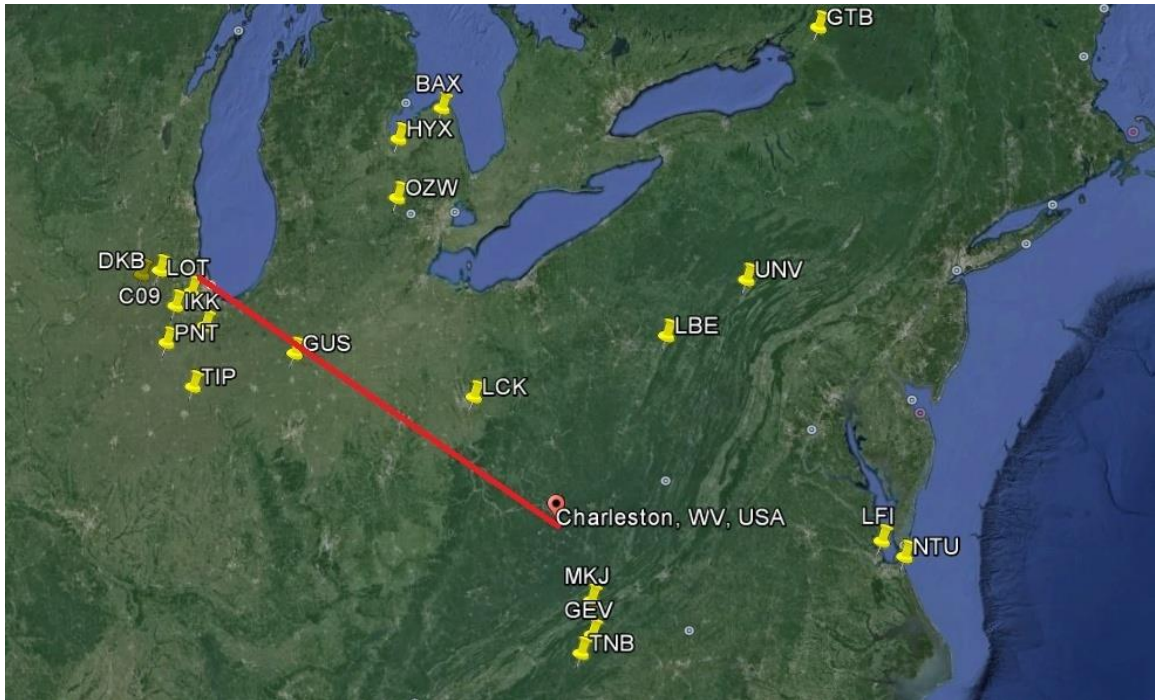 GTB
BAX
HYX
OZW
DKB
LOT
UNV
C09
IKK
PNT
LBE
GUS
TIP
LCK
Charleston, WV, USA
LFI
NTU
MKJ
GEV
TNB